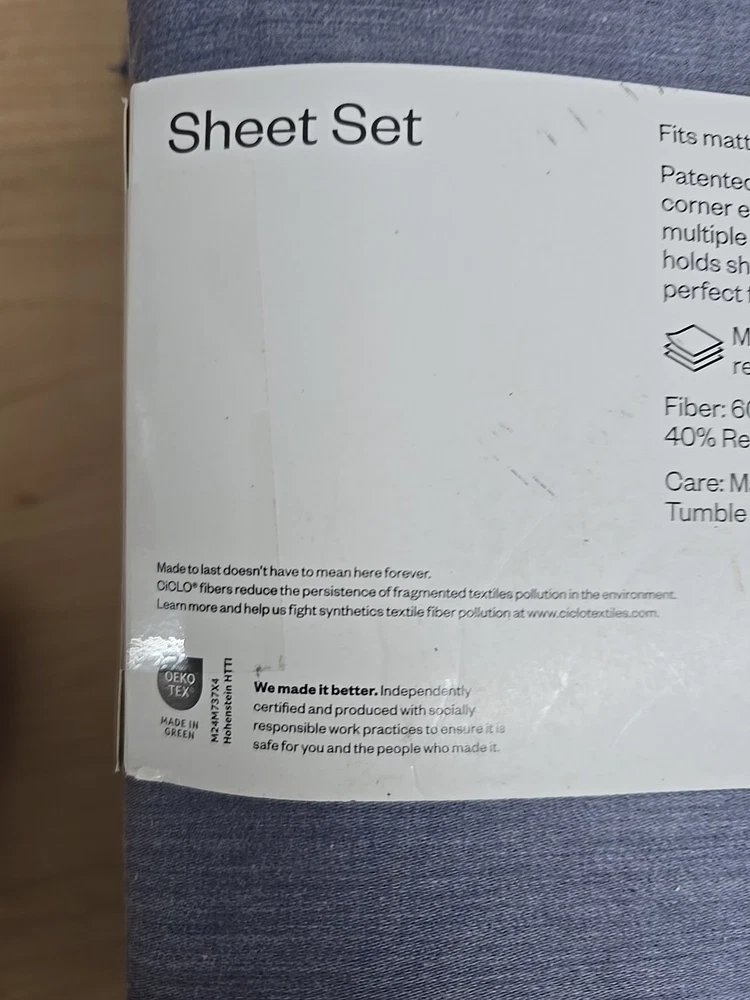 Sheet Set
Fits matt
Patented
corner e
multiple
holds sh
perfect f
M
re
Fiber: 60
40% Re
Care: M
Tumble
Made to last doesn't have to mean here forever.
CiCLO® fibers reduce the persistence of fragmented textiles pollution in the environment.
Learn more and help us fight synthetics textile fiber pollution at www.ciclotextiles.com.
OEKO
TEX®
MADE IN
GREEN
M24M737X4
Hohenstein HTTI
We made it better. Independently
certified and produced with socially
responsible work practices to ensure it is
safe for you and the people who made it.